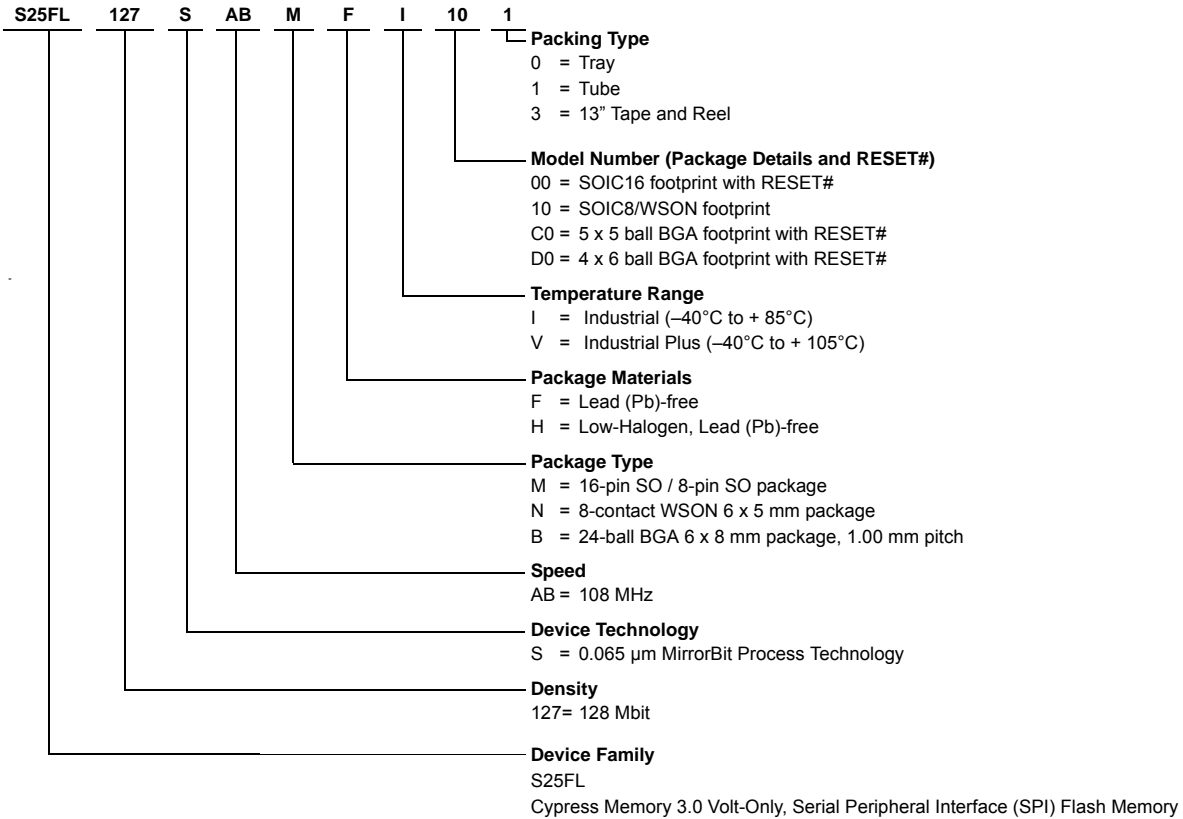 S25FL 127 S AB M F I 10 1
Packing Type
0 = Tray
1 = Tube
3 = 13” Tape and Reel
Model Number (Package Details and RESET#)
00 = SOIC16 footprint with RESET#
10 = SOIC8/WSON footprint
C0 = 5 x 5 ball BGA footprint with RESET#
D0 = 4 x 6 ball BGA footprint with RESET#
Temperature Range
I = Industrial (–40°C to + 85°C)
V = Industrial Plus (–40°C to + 105°C)
Package Materials
F = Lead (Pb)-free
H = Low-Halogen, Lead (Pb)-free
Package Type
M = 16-pin SO / 8-pin SO package
N = 8-contact WSON 6 x 5 mm package
B = 24-ball BGA 6 x 8 mm package, 1.00 mm pitch
Speed
AB = 108 MHz
Device Technology
S = 0.065 µm MirrorBit Process Technology
Density
127= 128 Mbit
Device Family
S25FL
Cypress Memory 3.0 Volt-Only, Serial Peripheral Interface (SPI) Flash Memory